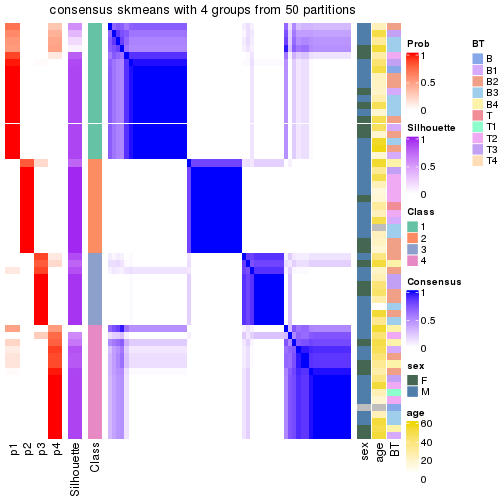 consensus skmeans with 4 groups from 50 partitions
Prob
1
0.5
0
Silhouette
1
0.5
0
Class
1
2
3
4
Consensus
1
0.5
0
sex
F
M
age
60
40
20
0
BT
B
B1
B2
B3
B4
T
T1
T2
T3
T4
p1
p2
p3
p4
Silhouette
Class
sex
age
BT